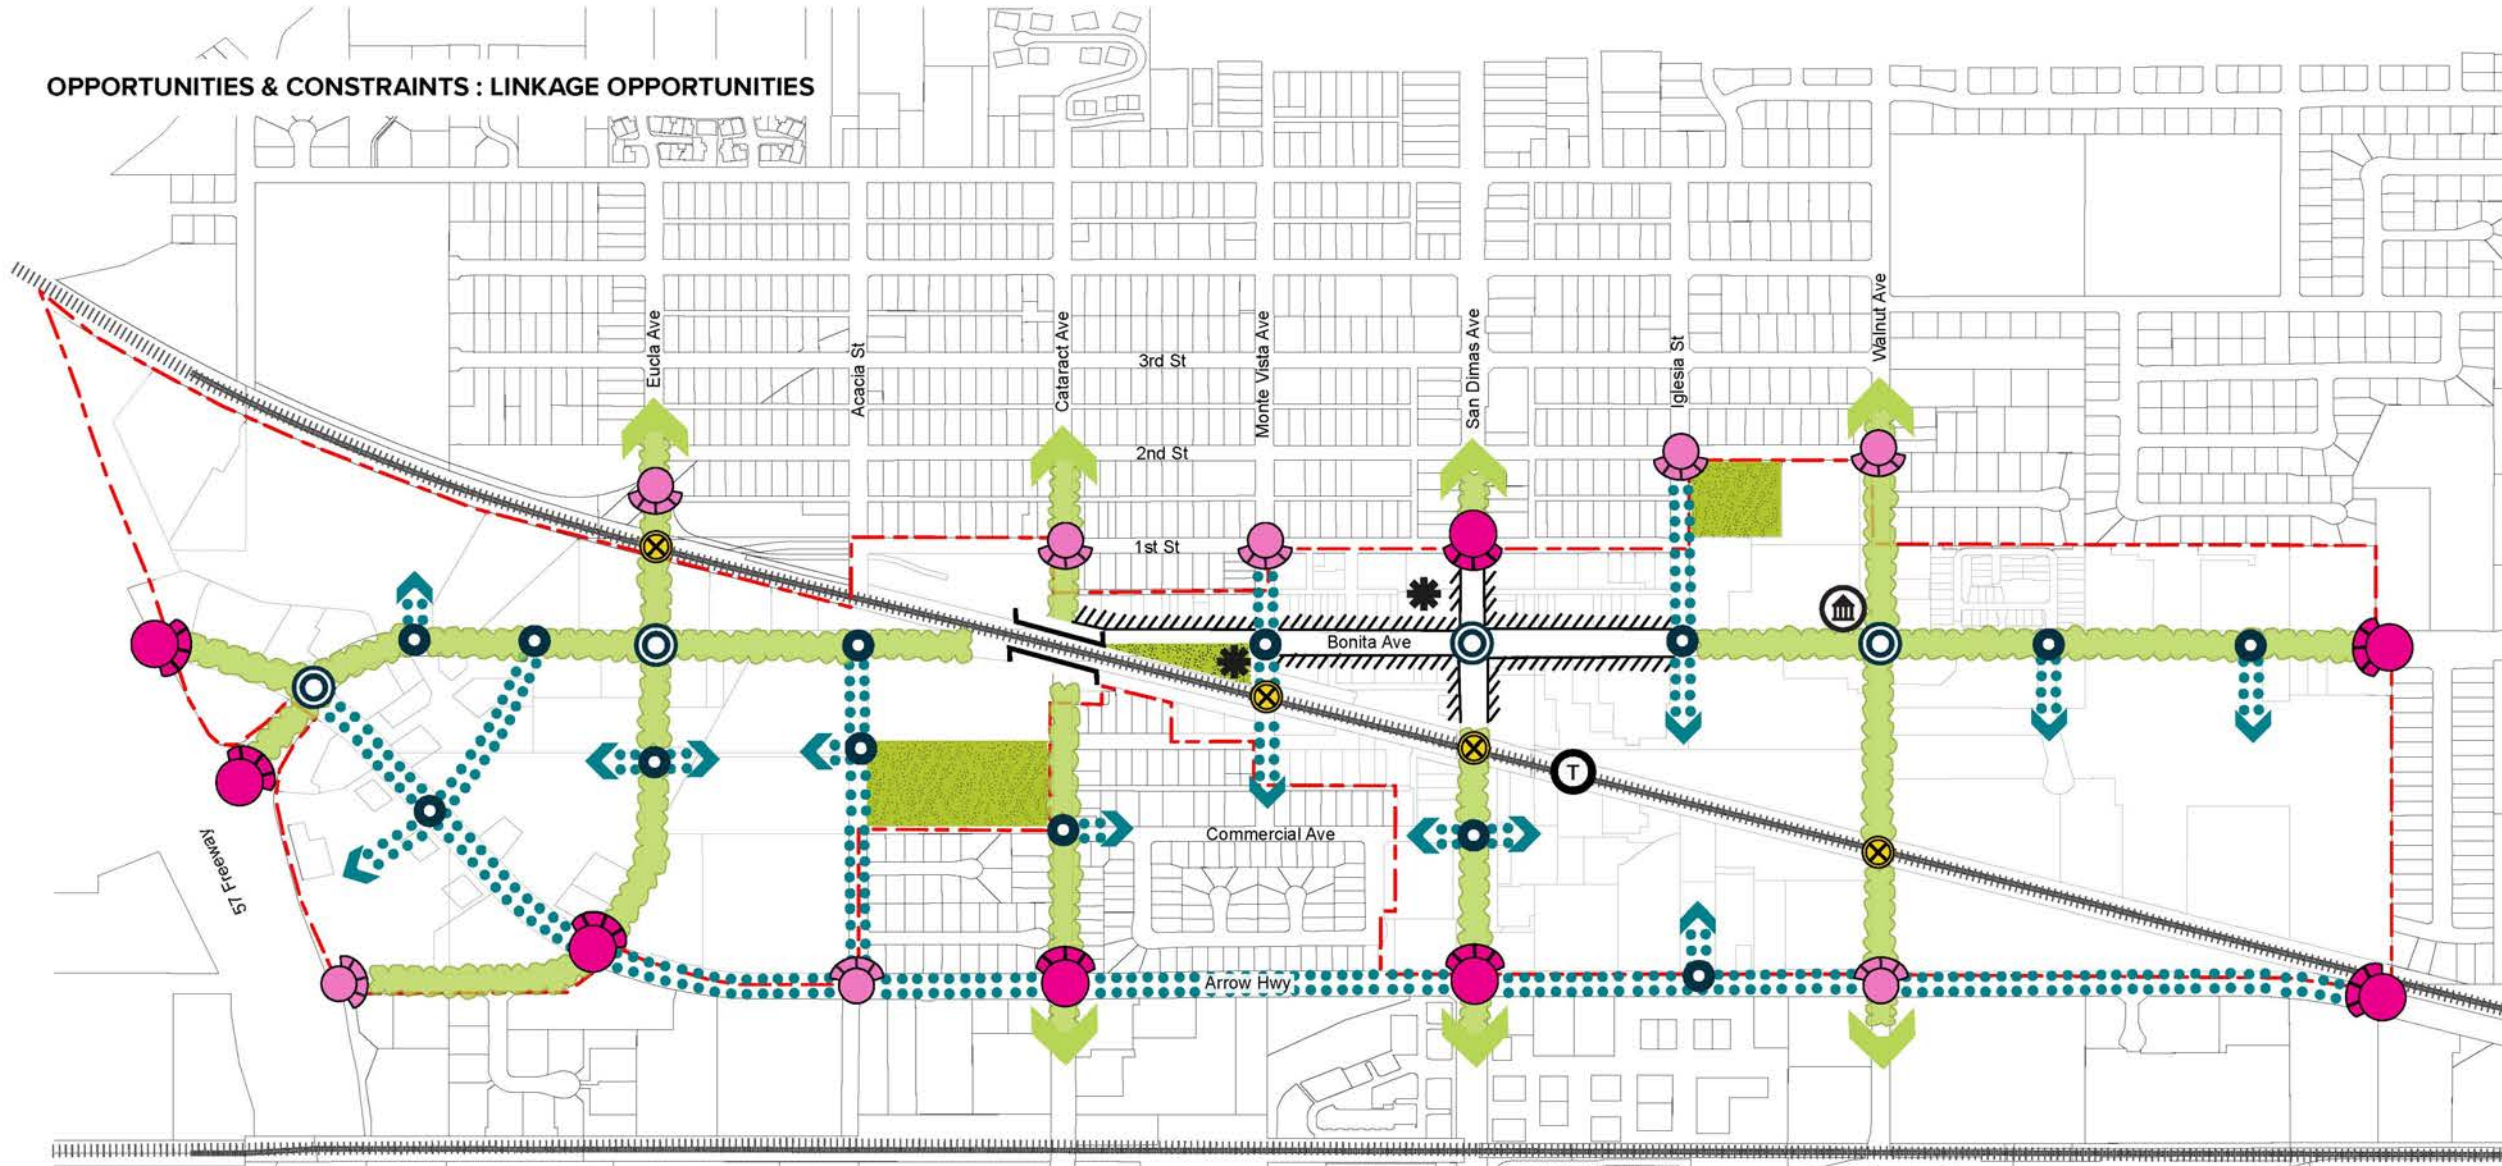 OPPORTUNITIES & CONSTRAINTS : LINKAGE OPPORTUNITIES
Eucla Ave
Acacia St
Cataract Ave
Monte Vista Ave
San Dimas Ave
Iglesia St
Walnut Ave
3rd St
2nd St
1st St
Bonita Ave
T
Commercial Ave
57 Freeway
Arrow Hwy